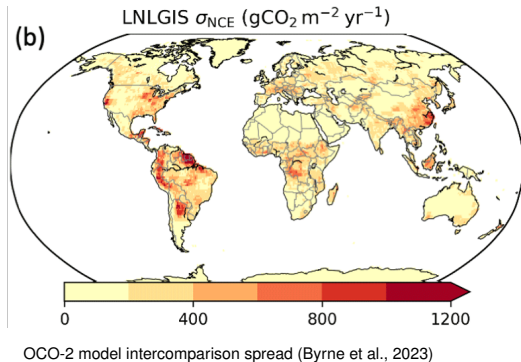 LNLGIS σNCE (gCO₂ m⁻² yr⁻¹)
(b)
0 400 800 1200
OCO-2 model intercomparison spread (Byrne et al., 2023)